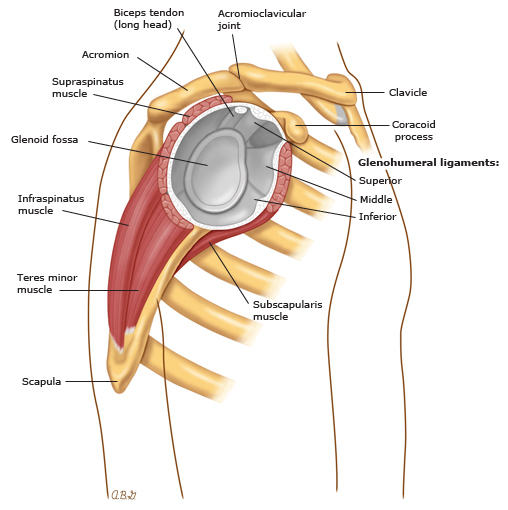 Biceps tendon
(long head)
Acromioclavicular
joint
Acromion
Supraspinatus
muscle
Clavicle
Coracoid
process
Glenoid fossa
Glenohumeral ligaments:
Superior
Middle
Inferior
Infraspinatus
muscle
Teres minor
muscle
Subscapularis
muscle
Scapula